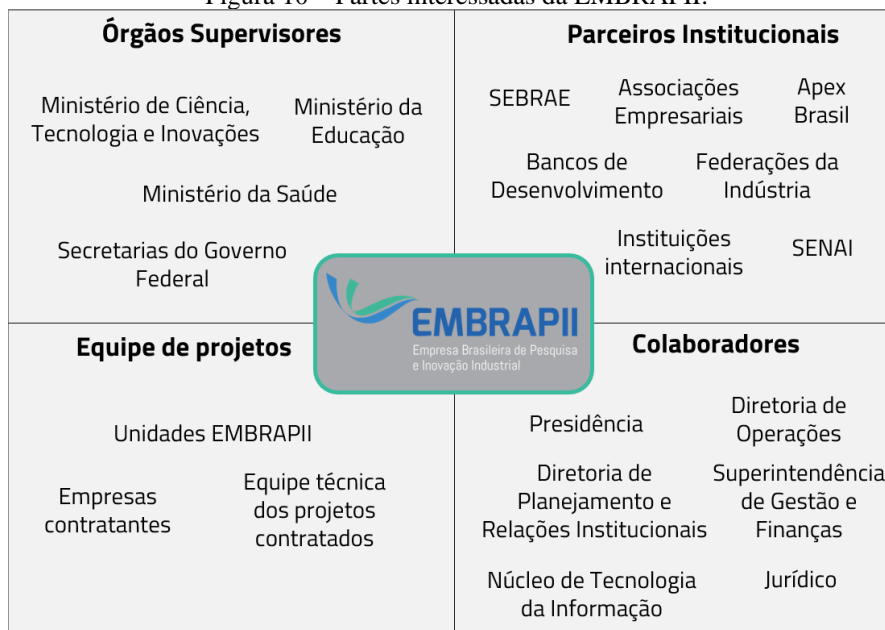 Figura 16 – Partes interessadas da EMBRAPII.
Órgãos Supervisores
Ministério de Ciência,
Tecnologia e Inovações
Ministério da
Educação
Ministério da Saúde
Secretarias do Governo
Federal
Parceiros Institucionais
SEBRAE
Associações
Empresariais
Apex
Brasil
Bancos de
Desenvolvimento
Federações da
Indústria
Instituições
internacionais
SENAI
EMBRAPII
Empresa Brasileira de Pesquisa
e Inovação Industrial
Equipe de projetos
Unidades EMBRAPII
Empresas
contratantes
Equipe técnica
dos projetos
contratados
Colaboradores
Presidência
Diretoria de
Operações
Diretoria de
Planejamento e
Relações Institucionais
Superintendência
de Gestão e
Finanças
Núcleo de Tecnologia
da Informação
Jurídico